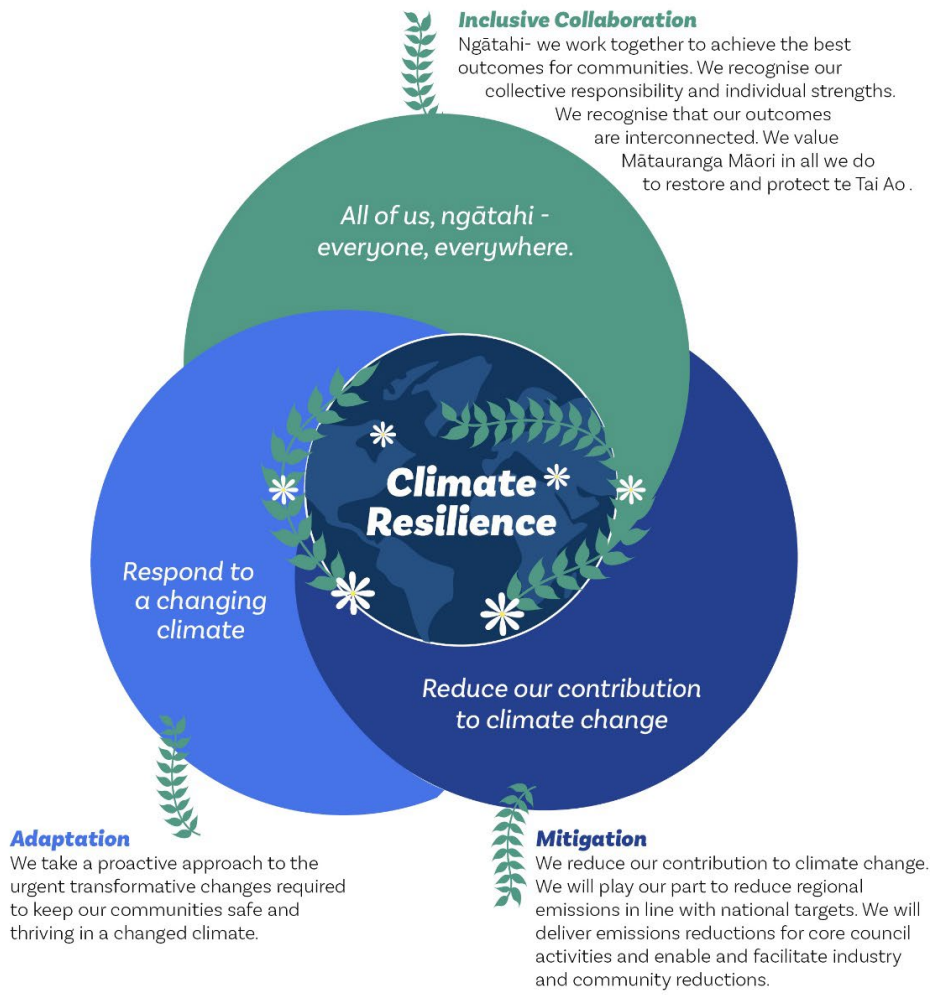 Inclusive Collaboration
Ngātahi- we work together to achieve the best
outcomes for communities. We recognise our
collective responsibility and individual strengths.
We recognise that our outcomes
are interconnected. We value
Mātauranga Māori in all we do
to restore and protect te Tai Ao .
All of us, ngātahi -
everyone, everywhere.
Climate
Resilience
Respond to
a changing
climate
Reduce our contribution
to climate change
Adaptation
We take a proactive approach to the
urgent transformative changes required
to keep our communities safe and
thriving in a changed climate.
Mitigation
We reduce our contribution to climate change.
We will play our part to reduce regional
emissions in line with national targets. We will
deliver emissions reductions for core council
activities and enable and facilitate industry
and community reductions.